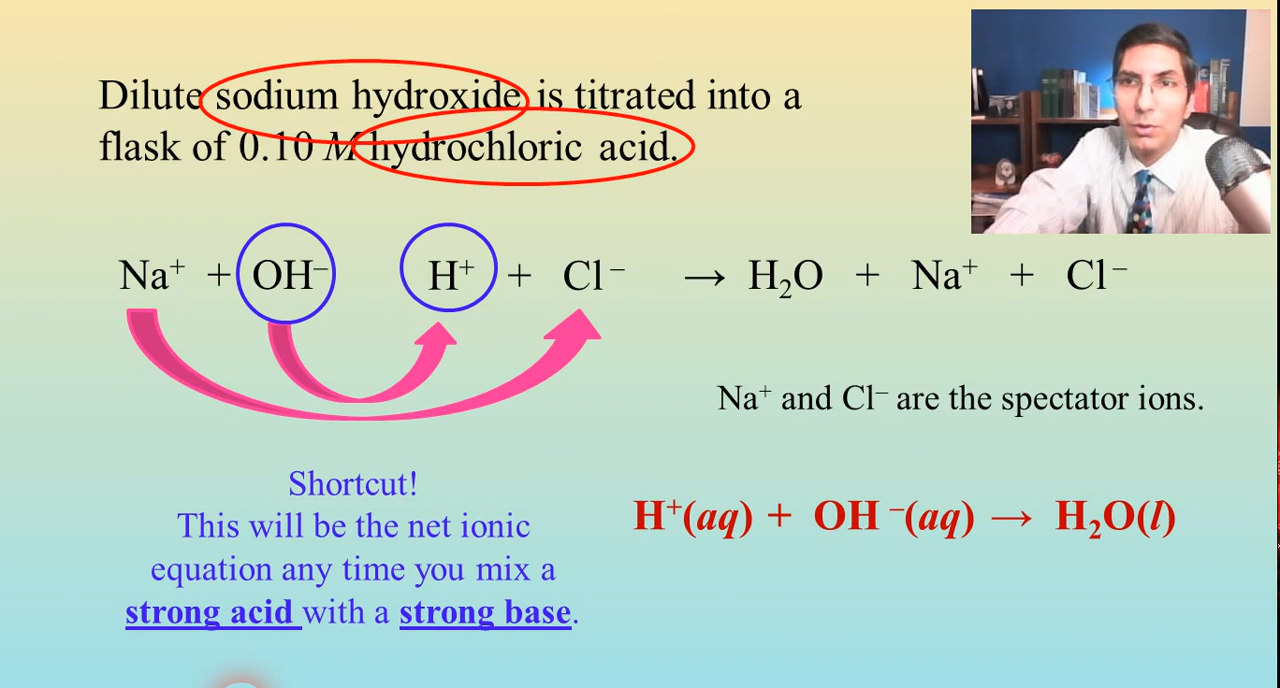 Dilute sodium hydroxide is titrated into a
flask of 0.10 M hydrochloric acid.
Na⁺ + OH⁻ H⁺ + Cl⁻ → H₂O + Na⁺ + Cl⁻
Na⁺ and Cl⁻ are the spectator ions.
Shortcut!
This will be the net ionic
equation any time you mix a
strong acid with a strong base.
H⁺(aq) + OH⁻(aq) → H₂O(l)